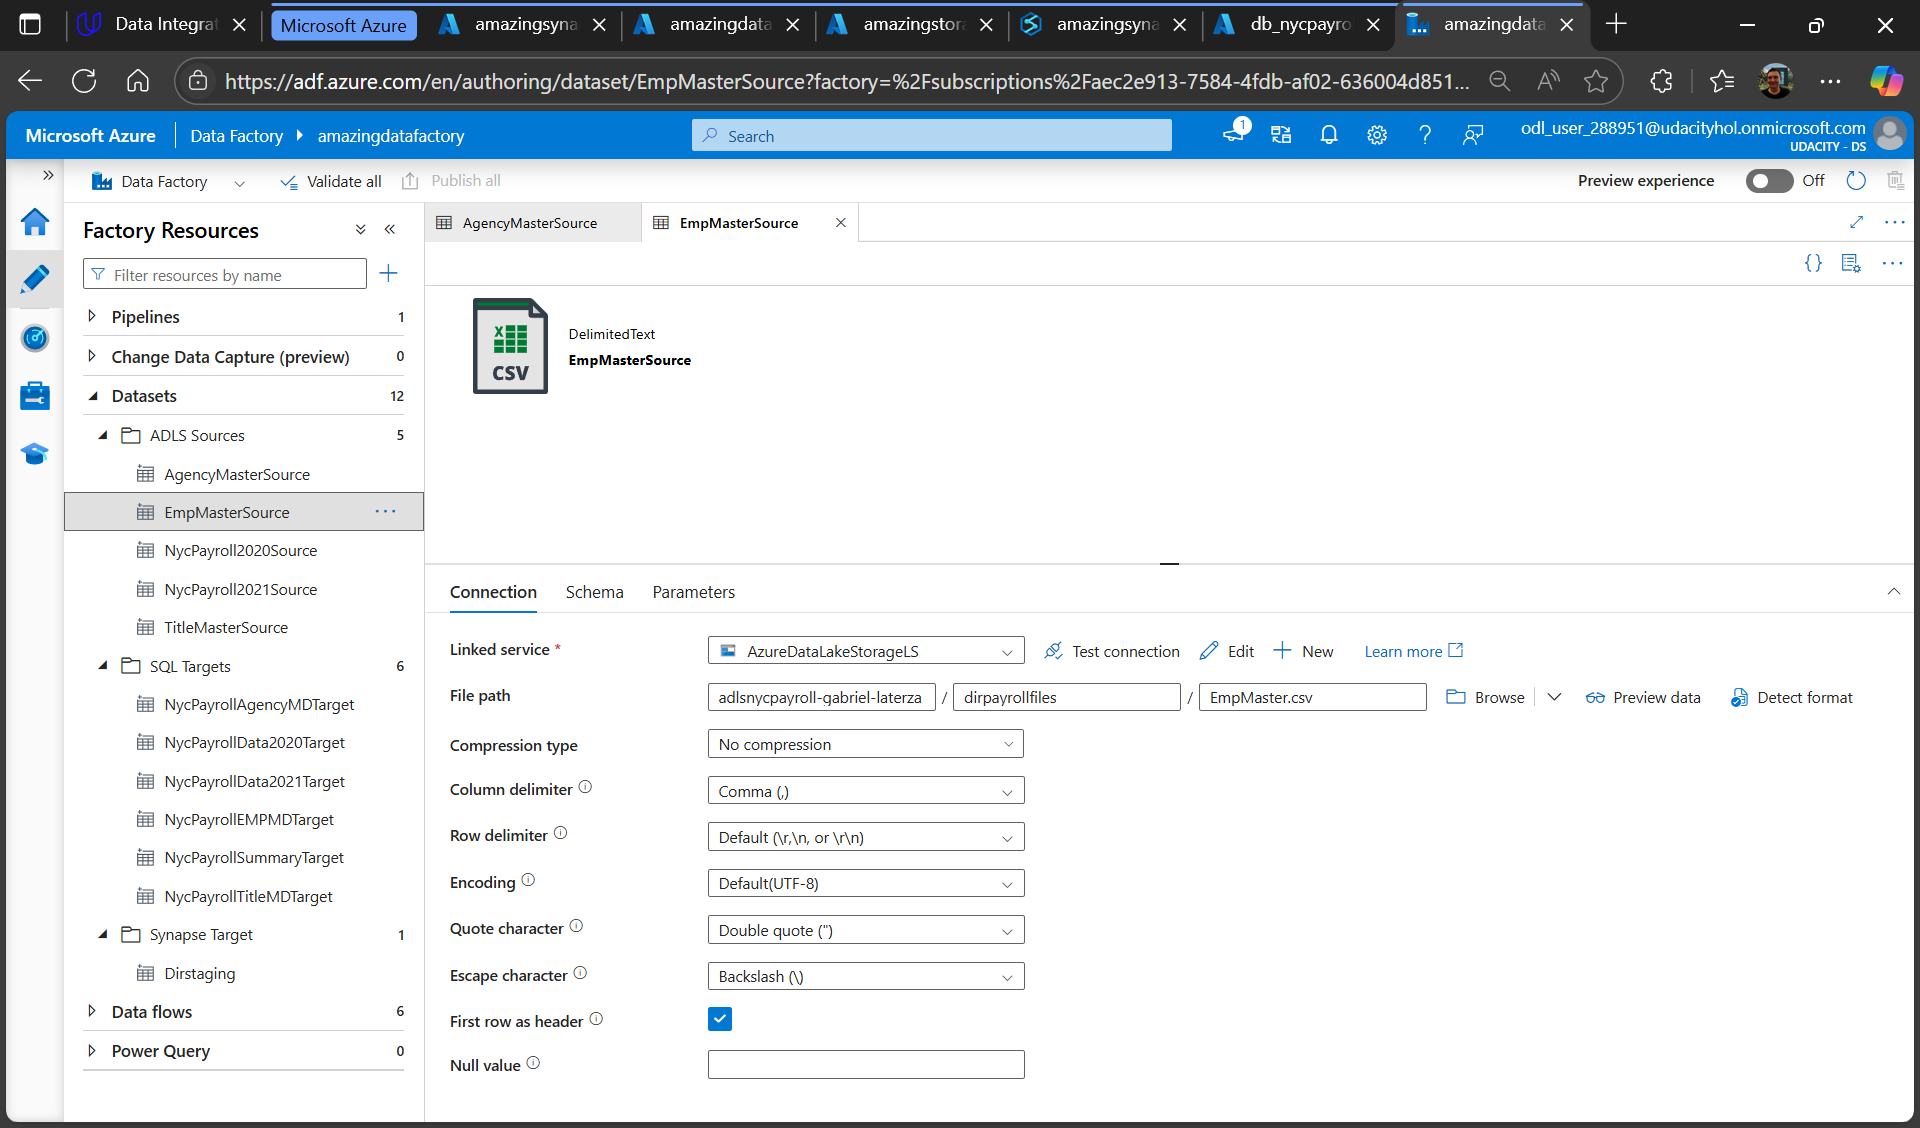 Data Integrat
Microsoft Azure
amazingsyna
amazingdata
amazingstora
amazingsyna
db_nycpayro
amazingdata
https://adf.azure.com/en/authoring/dataset/EmpMasterSource?factory=%2Fsubscriptions%2Faec2e913-7584-4fdb-af02-636004d851...
Microsoft Azure
Data Factory
amazingdatafactory
Search
1
odl_user_288951@udacityhol.onmicrosoft.com
UDACITY - DS
Data Factory
Validate all
Publish all
Preview experience
Off
Factory Resources
Filter resources by name
Pipelines 1
Change Data Capture (preview) 0
Datasets 12
ADLS Sources 5
AgencyMasterSource
EmpMasterSource
NycPayroll2020Source
NycPayroll2021Source
TitleMasterSource
SQL Targets 6
NycPayrollAgencyMDTarget
NycPayrollData2020Target
NycPayrollData2021Target
NycPayrollEMPMDTarget
NycPayrollSummaryTarget
NycPayrollTitleMDTarget
Synapse Target 1
Dirstaging
Data flows 6
Power Query 0
AgencyMasterSource
EmpMasterSource
CSV
DelimitedText
EmpMasterSource
Connection
Schema
Parameters
Linked service *
AzureDataLakeStorageLS
Test connection
Edit
New
Learn more
File path
adlsnycpayroll-gabriel-laterza / dirpayrollfiles / EmpMaster.csv
Browse
Preview data
Detect format
Compression type
No compression
Column delimiter
Comma (,)
Row delimiter
Default (\r,\n, or \r\n)
Encoding
Default(UTF-8)
Quote character
Double quote (")
Escape character
Backslash (\)
First row as header
Null value